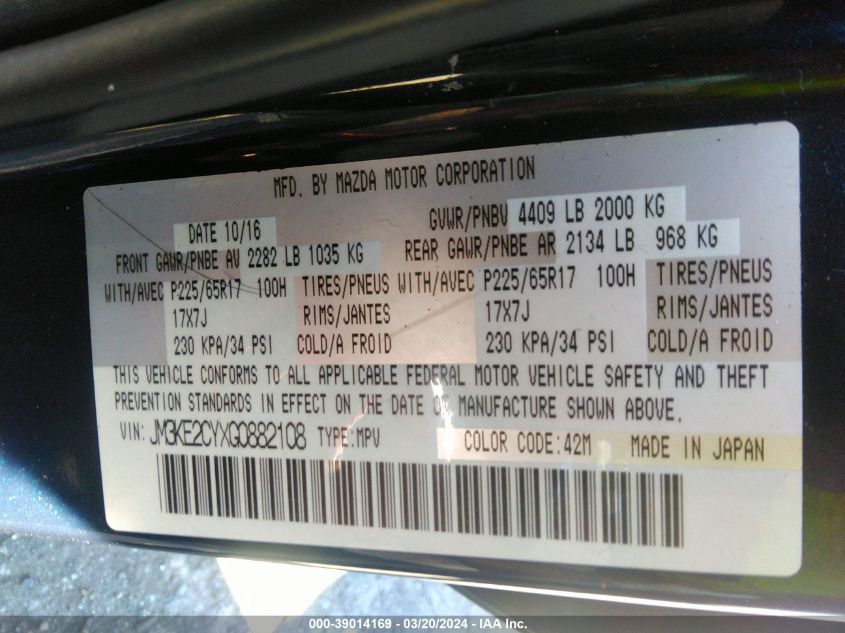 MFD. BY MAZDA MOTOR CORPORATION
DATE 10/16 GVWR/PNBV 4409 LB 2000 KG
FRONT GAWR/PNBE AV 2282 LB 1035 KG REAR GAWR/PNBE AR 2134 LB 968 KG
WITH/AVEC P225/65R17 100H TIRES/PNEUS WITH/AVEC P225/65R17 100H TIRES/PNEUS
17X7J RIMS/JANTES 17X7J RIMS/JANTES
230 KPA/34 PSI COLD/A FROID 230 KPA/34 PSI COLD/A FROID
THIS VEHICLE CONFORMS TO ALL APPLICABLE FEDERAL MOTOR VEHICLE SAFETY AND THEFT
PREVENTION STANDARDS IN EFFECT ON THE DATE OF MANUFACTURE SHOWN ABOVE.
VIN: JM3KE2CYXG0882108 TYPE:MPV COLOR CODE:42M MADE IN JAPAN
000-39014169 - 03/20/2024 - IAA Inc.